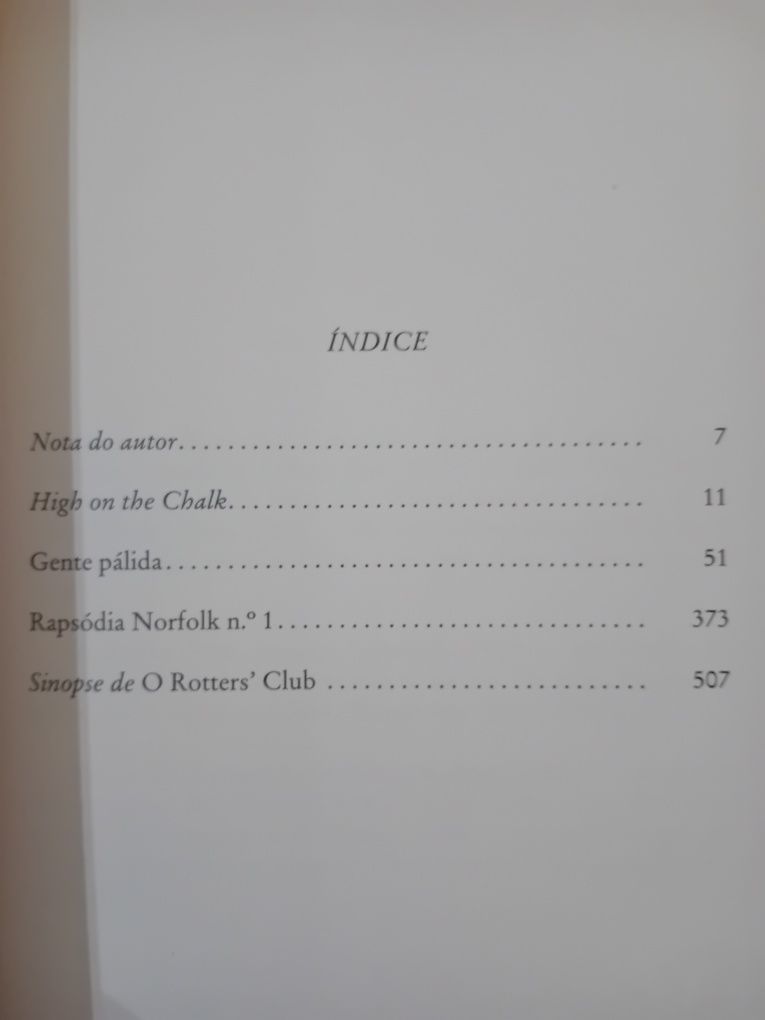 ÍNDICE
Nota do autor. . . . . . . . . . . . . . . . . . . . . . . . . . . . . 7
High on the Chalk. . . . . . . . . . . . . . . . . . . . . . . . . . 11
Gente pálida. . . . . . . . . . . . . . . . . . . . . . . . . . . . . . 51
Rapsódia Norfolk n.º 1. . . . . . . . . . . . . . . . . . . . . . . 373
Sinopse de O Rotters’ Club . . . . . . . . . . . . . . . . . . . . 507